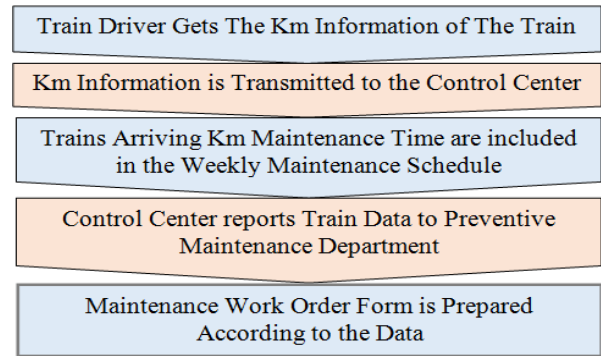 Train Driver Gets The Km Information of The Train
Km Information is Transmitted to the Control Center
Trains Arriving Km Maintenance Time are included
in the Weekly Maintenance Schedule
Control Center reports Train Data to Preventive
Maintenance Department
Maintenance Work Order Form is Prepared
According to the Data